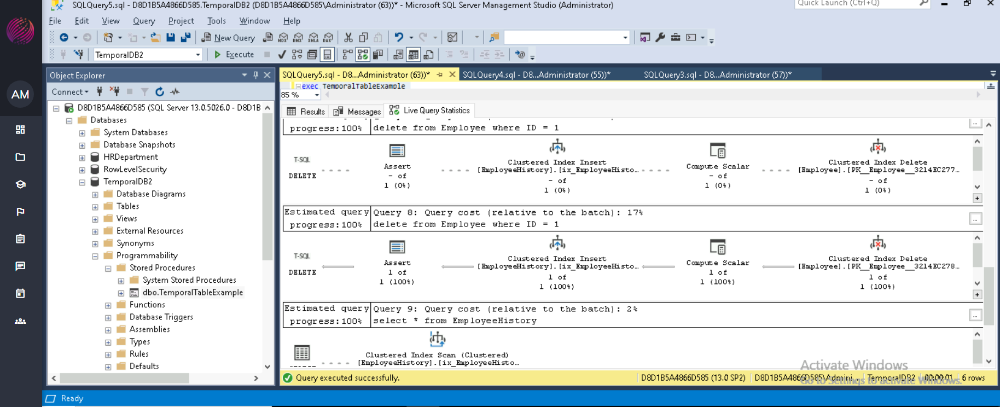 SQLQuery5.sql - D8D1B5A4866D585.TemporalDB2 (D8D1B5A4866D585\Administrator (63))* - Microsoft SQL Server Management Studio (Administrator)
Quick Launch (Ctrl+Q)
File Edit View Query Project Tools Window Help
New Query MDX DMX XMLA DAX
TemporalDB2 Execute
Object Explorer
SQLQuery5.sql - D8...Administrator (63))* SQLQuery4.sql - D8...Administrator (55))* SQLQuery3.sql - D8...Administrator (57))*
AM
Connect
exec TemporalTableExample
85 %
D8D1B5A4866D585 (SQL Server 13.0.5026.0 - D8D1B
Databases
System Databases
Database Snapshots
HRDepartment
RowLevelSecurity
TemporalDB2
Database Diagrams
Tables
Views
External Resources
Synonyms
Programmability
Stored Procedures
System Stored Procedures
dbo.TemporalTableExample
Functions
Database Triggers
Assemblies
Types
Rules
Defaults
Results Messages Live Query Statistics
progress:100% delete from Employee where ID = 1
...
T-SQL
DELETE
Assert
- of
1 (0%)
Clustered Index Insert
[EmployeeHistory].[ix_EmployeeHisto...
- of
1 (0%)
Compute Scalar
- of
1 (0%)
Clustered Index Delete
[Employee].[PK__Employee__3214EC277...
- of
1 (0%)
Estimated query Query 8: Query cost (relative to the batch): 17%
progress:100% delete from Employee where ID = 1
...
T-SQL
DELETE
Assert
1 of
1 (100%)
Clustered Index Insert
[EmployeeHistory].[ix_EmployeeHisto...
1 of
1 (100%)
Compute Scalar
1 of
1 (100%)
Clustered Index Delete
[Employee].[PK__Employee__3214EC278...
1 of
1 (100%)
Estimated query Query 9: Query cost (relative to the batch): 2%
progress:100% select * from EmployeeHistory
...
Clustered Index Scan (Clustered)
[EmployeeHistory].[ix_EmployeeHisto...
Activate Windows
Go to Settings to activate Windows.
Query executed successfully. D8D1B5A4866D585 (13.0 SP2) D8D1B5A4866D585\Admini... TemporalDB2 00:00:01 6 rows
Ready